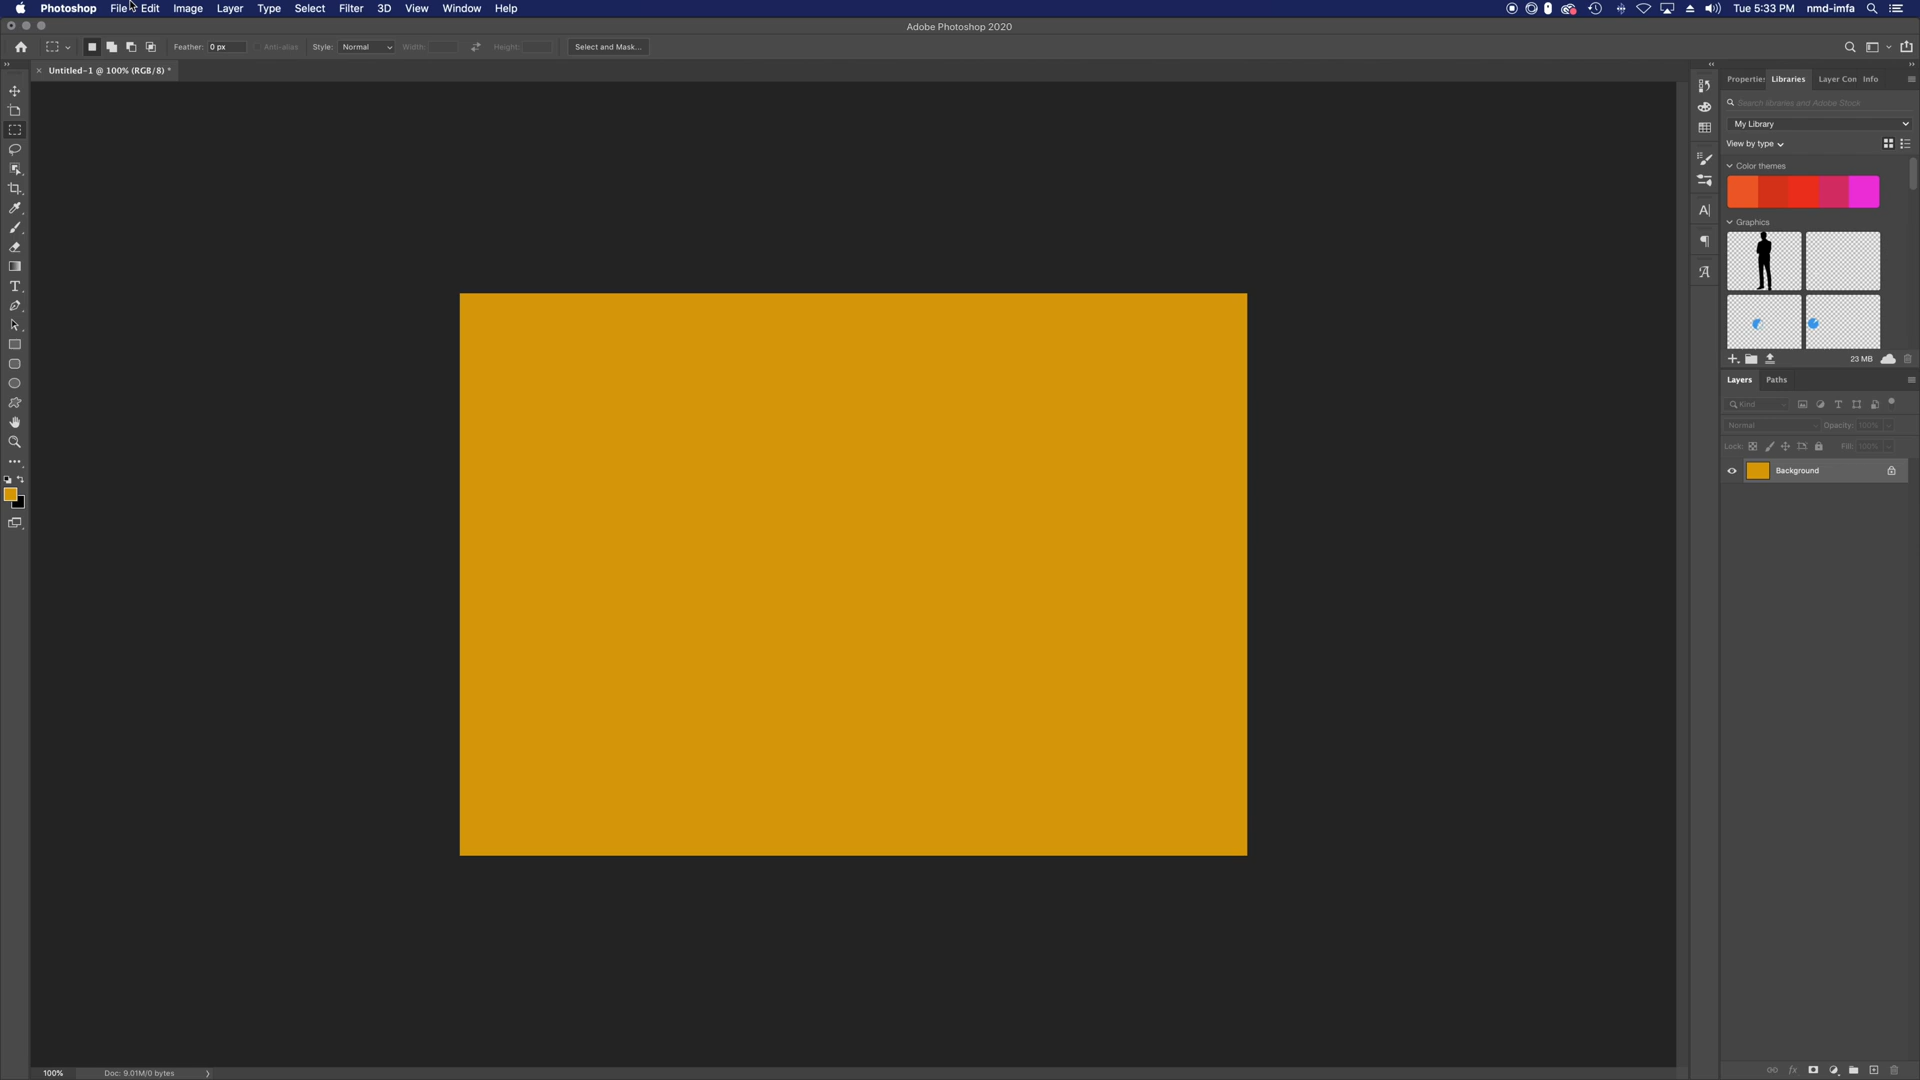 Photoshop File Edit Image Layer Type Select Filter 3D View Window Help Tue 5:33 PM nmd-imfa
Adobe Photoshop 2020
Feather: 0 px Anti-alias Style: Normal Width: Height: Select and Mask...
Untitled-1 @ 100% (RGB/8) *
Properties Libraries Layer Con Info
Search libraries and Adobe Stock
My Library
View by type
Color themes
Graphics
23 MB
Layers Paths
Kind
Normal Opacity: 100%
Lock: Fill: 100%
Background
100% Doc: 9.01M/0 bytes